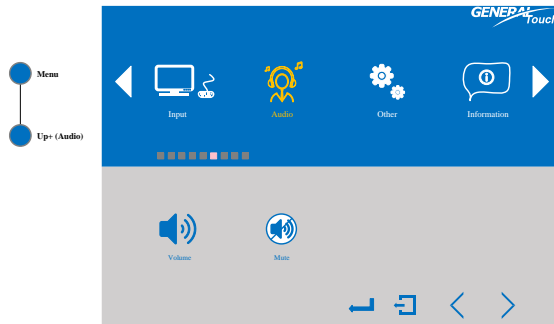 GENERAL
Touch
Menu
Input
Audio
Other
Information
Up+ (Audio)
Volume
Mute